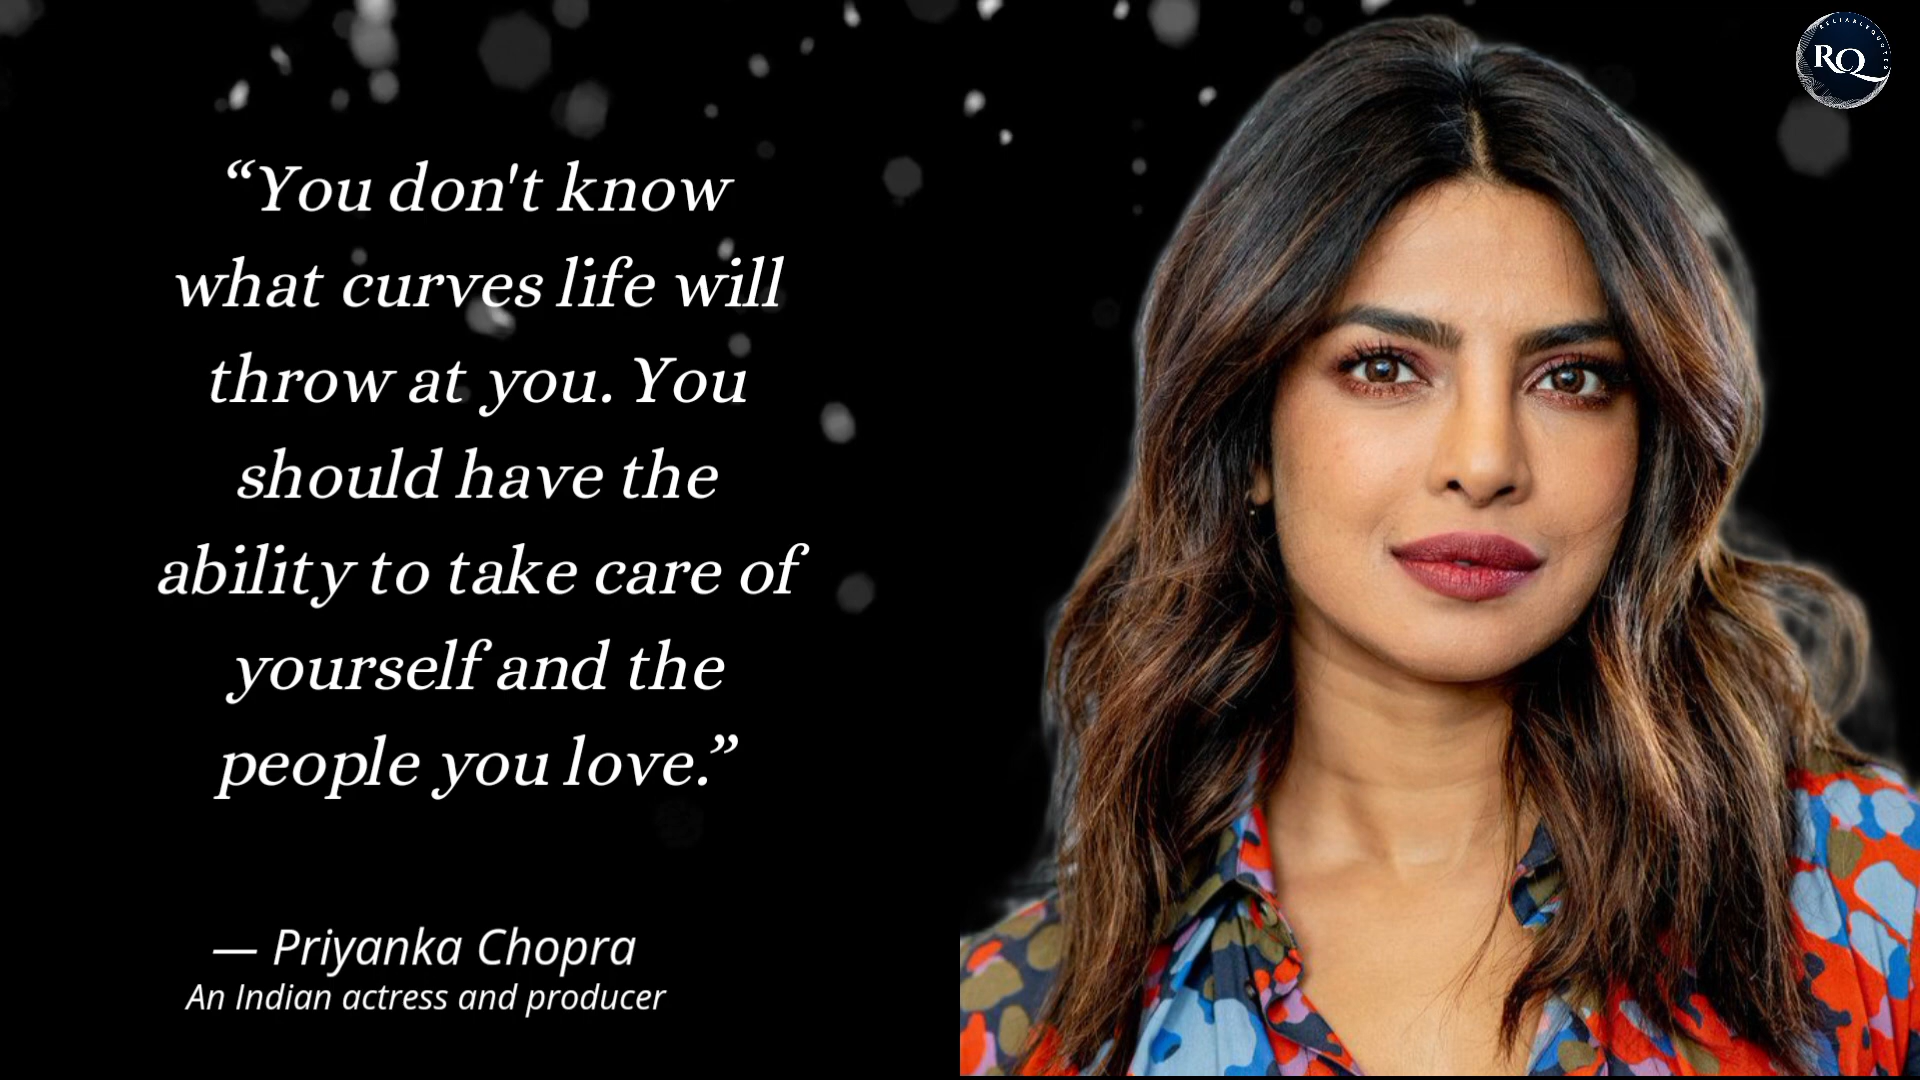 “You don't know
what curves life will
throw at you. You
should have the
ability to take care of
yourself and the
people you love.”
— Priyanka Chopra
An Indian actress and producer
RELIABLEQUOTES
RQ